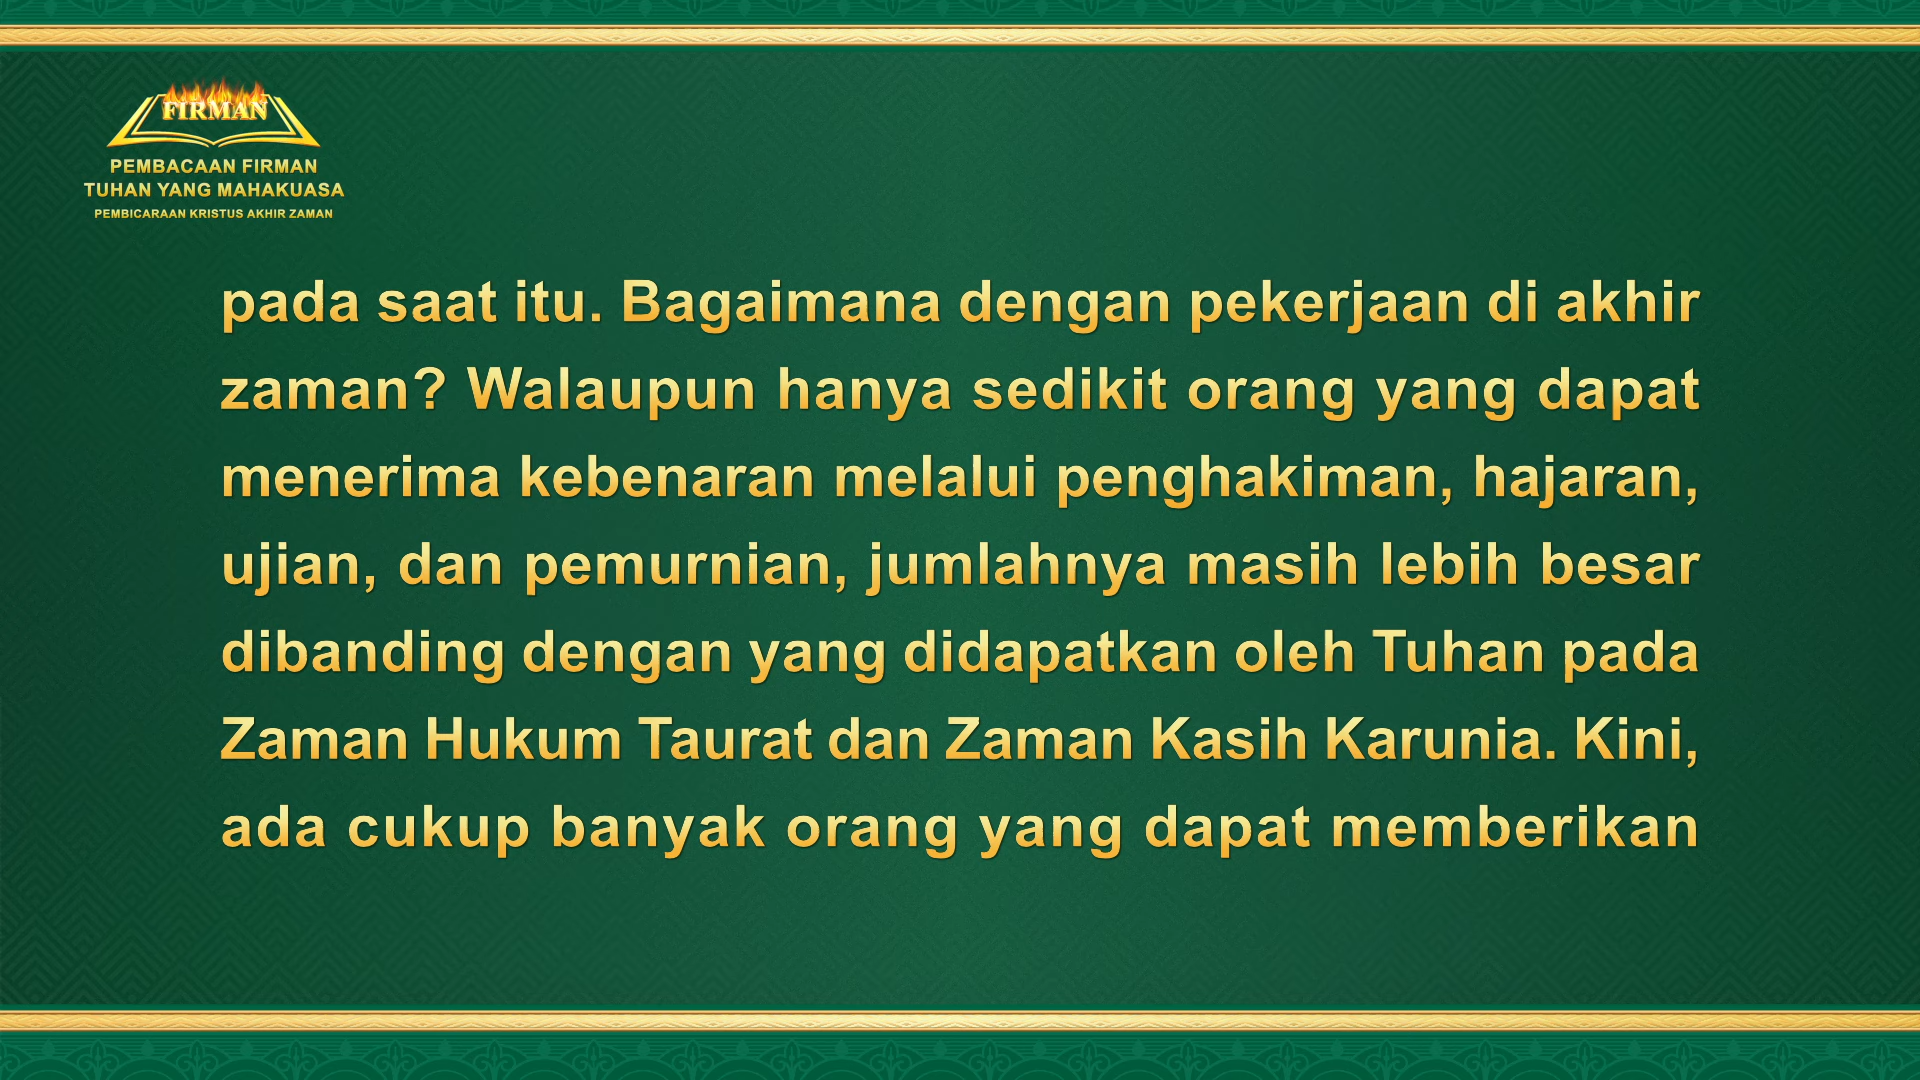 FIRMAN
PEMBACAAN FIRMAN
TUHAN YANG MAHAKUASA
PEMBICARAAN KRISTUS AKHIR ZAMAN
pada saat itu. Bagaimana dengan pekerjaan di akhir
zaman? Walaupun hanya sedikit orang yang dapat
menerima kebenaran melalui penghakiman, hajaran,
ujian, dan pemurnian, jumlahnya masih lebih besar
dibanding dengan yang didapatkan oleh Tuhan pada
Zaman Hukum Taurat dan Zaman Kasih Karunia. Kini,
ada cukup banyak orang yang dapat memberikan